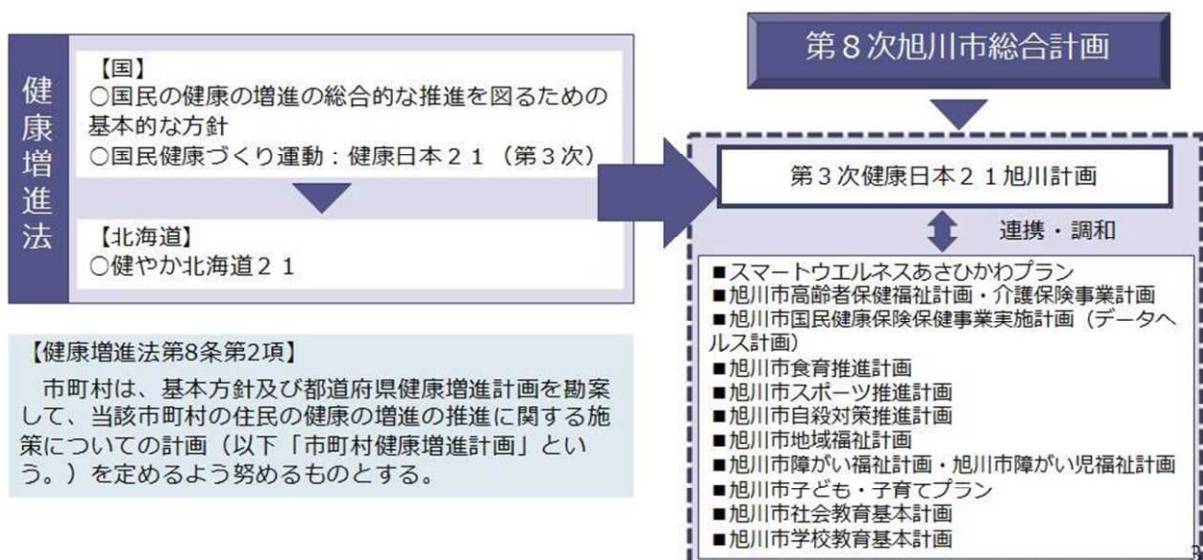 健康増進法
【国】
○国民の健康の増進の総合的な推進を図るための
基本的な方針
○国民健康づくり運動：健康日本２１（第３次）
【北海道】
○健やか北海道２１
【健康増進法第8条第2項】
　市町村は、基本方針及び都道府県健康増進計画を勘案
して、当該市町村の住民の健康の増進の推進に関する施
策についての計画（以下「市町村健康増進計画」とい
う。）を定めるよう努めるものとする。
第８次旭川市総合計画
第３次健康日本２１旭川計画
連携・調和
■スマートウエルネスあさひかわプラン
■旭川市高齢者保健福祉計画・介護保険事業計画
■旭川市国民健康保険保健事業実施計画（データヘ
ルス計画）
■旭川市食育推進計画
■旭川市スポーツ推進計画
■旭川市自殺対策推進計画
■旭川市地域福祉計画
■旭川市障がい福祉計画・旭川市障がい児福祉計画
■旭川市子ども・子育てプラン
■旭川市社会教育基本計画
■旭川市学校教育基本計画